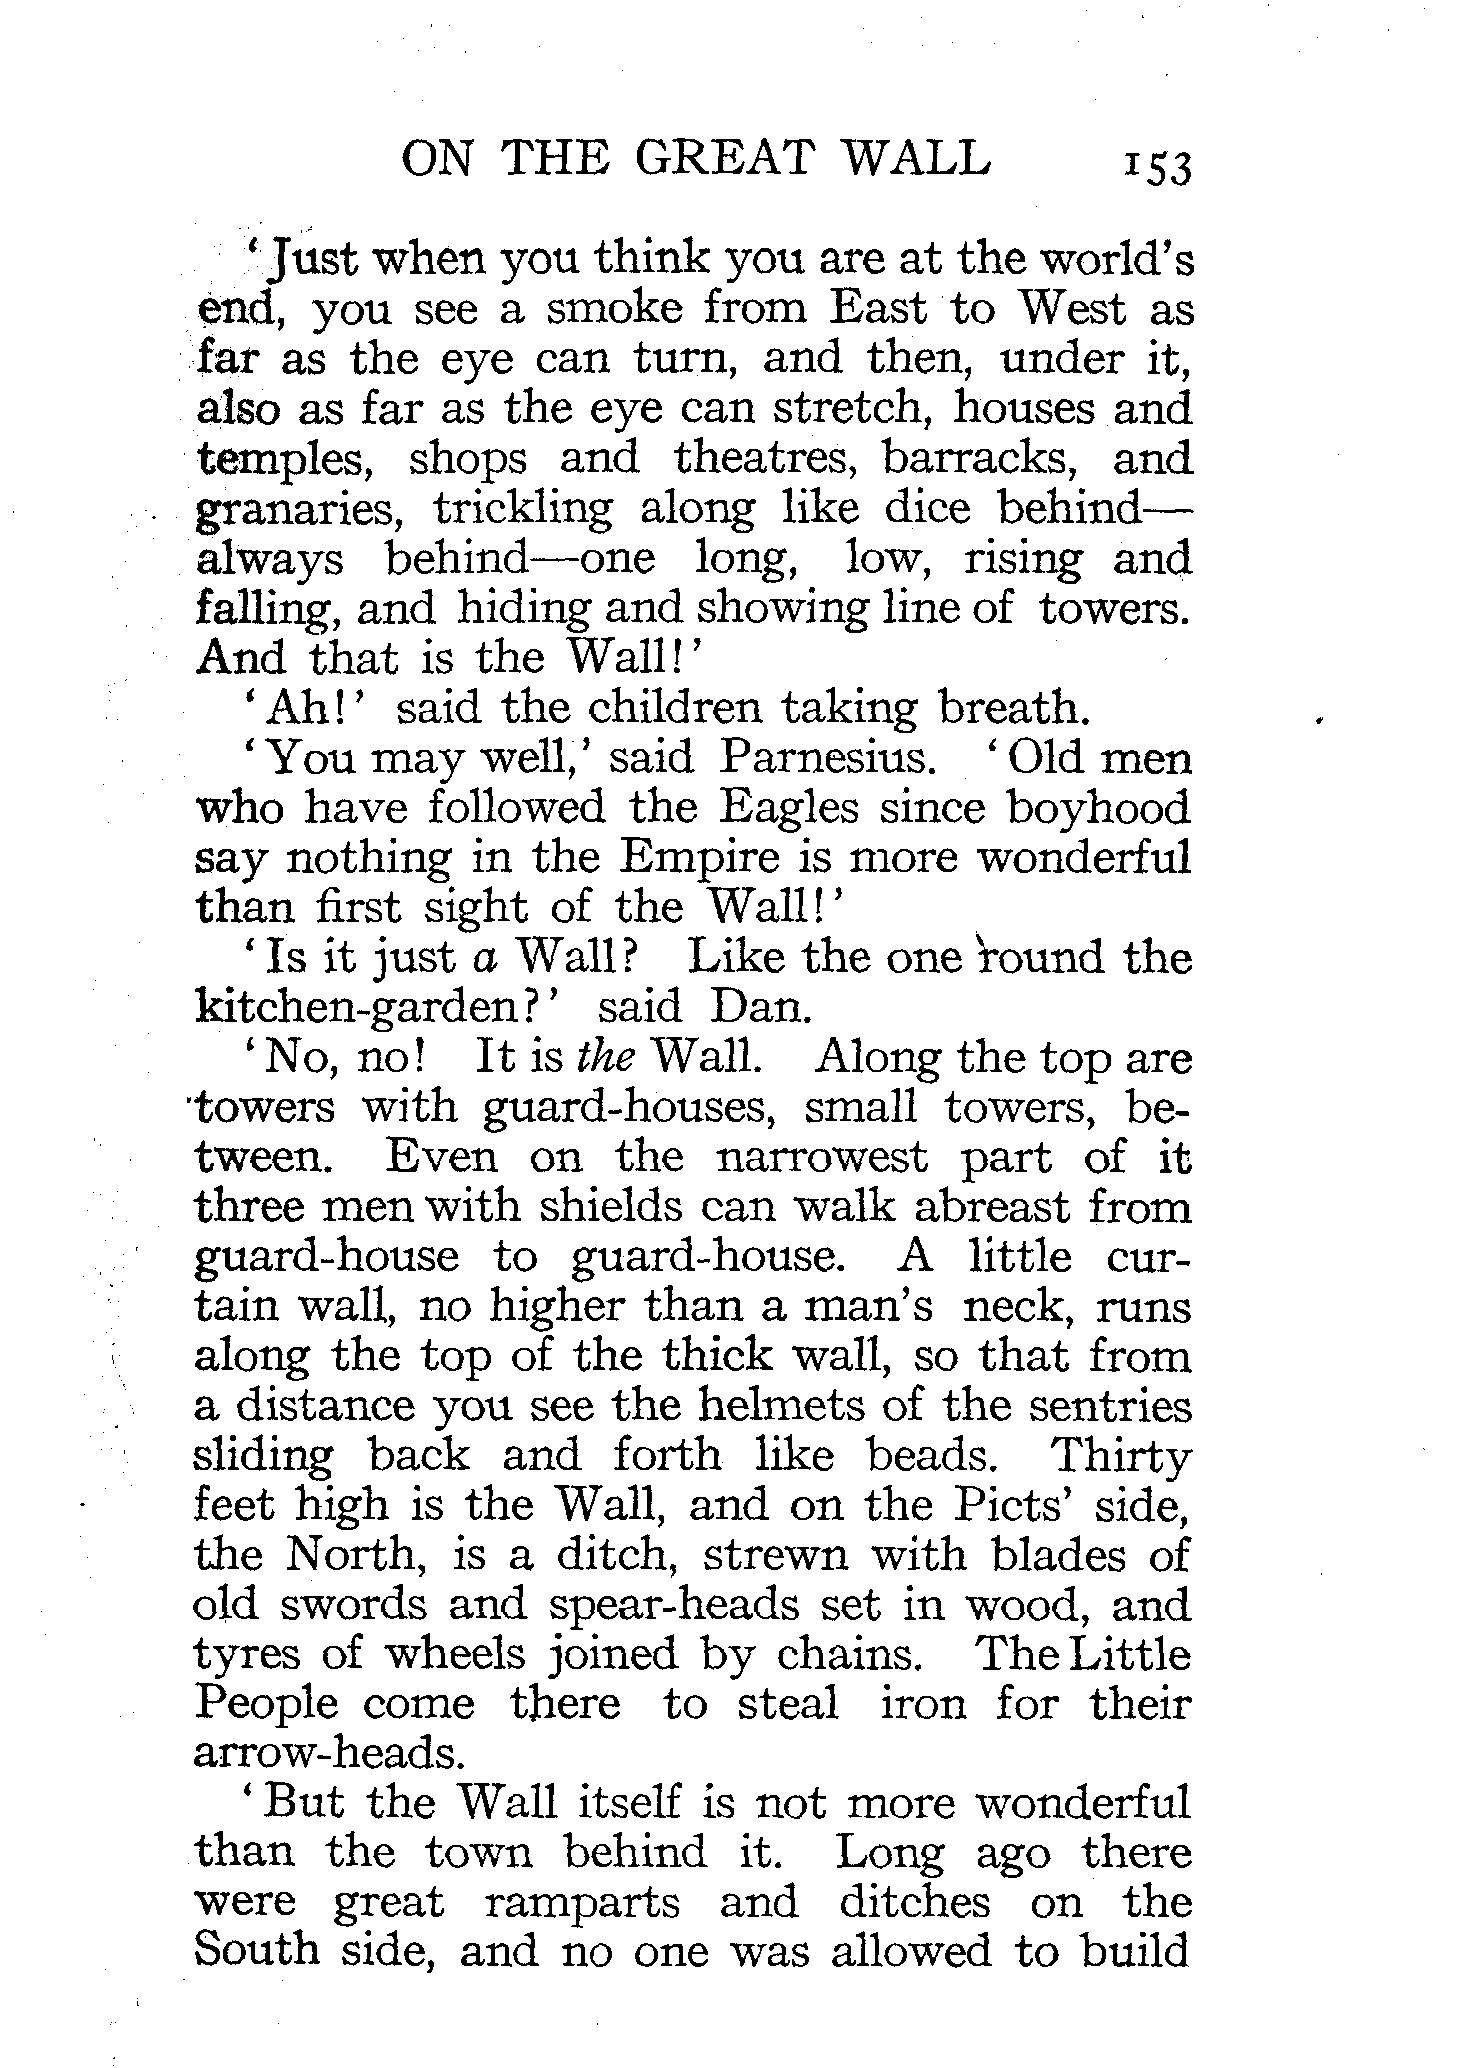 ON THE GREAT WALL 153
‘Just when you think you are at the world’s
end, you see a smoke from East to West as
far as the eye can turn, and then, under it,
also as far as the eye can stretch, houses and
temples, shops and theatres, barracks, and
granaries, trickling along like dice behind—
always behind—one long, low, rising and
falling, and hiding and showing line of towers.
And that is the Wall!’
‘Ah!’ said the children taking breath.
‘You may well,’ said Parnesius. ‘Old men
who have followed the Eagles since boyhood
say nothing in the Empire is more wonderful
than first sight of the Wall!’
‘Is it just a Wall? Like the one round the
kitchen-garden?’ said Dan.
‘No, no! It is the Wall. Along the top are
towers with guard-houses, small towers, be-
tween. Even on the narrowest part of it
three men with shields can walk abreast from
guard-house to guard-house. A little cur-
tain wall, no higher than a man’s neck, runs
along the top of the thick wall, so that from
a distance you see the helmets of the sentries
sliding back and forth like beads. Thirty
feet high is the Wall, and on the Picts’ side,
the North, is a ditch, strewn with blades of
old swords and spear-heads set in wood, and
tyres of wheels joined by chains. The Little
People come there to steal iron for their
arrow-heads.
‘But the Wall itself is not more wonderful
than the town behind it. Long ago there
were great ramparts and ditches on the
South side, and no one was allowed to build